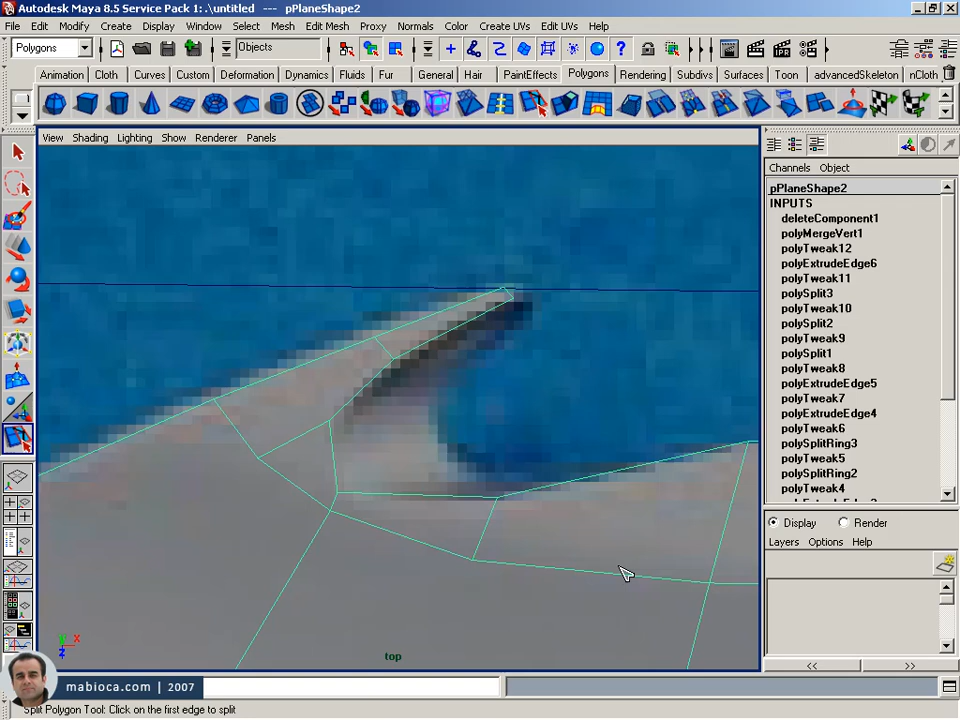 Autodesk Maya 8.5 Service Pack 1: .\untitled --- pPlaneShape2
File Edit Modify Create Display Window Select Mesh Edit Mesh Proxy Normals Color Create UVs Edit UVs Help
Polygons Objects
Animation Cloth Curves Custom Deformation Dynamics Fluids Fur General Hair PaintEffects Polygons Rendering Subdivs Surfaces Toon advancedSkeleton nCloth
View Shading Lighting Show Renderer Panels
Channels Object
pPlaneShape2
INPUTS
deleteComponent1
polyMergeVert1
polyTweak12
polyExtrudeEdge6
polyTweak11
polySplit3
polyTweak10
polySplit2
polyTweak9
polySplit1
polyTweak8
polyExtrudeEdge5
polyTweak7
polyExtrudeEdge4
polyTweak6
polySplitRing3
polyTweak5
polySplitRing2
polyTweak4
Display Render
Layers Options Help
y x
z
top
<< >>
mabioca.com | 2007
Split Polygon Tool: Click on the first edge to split